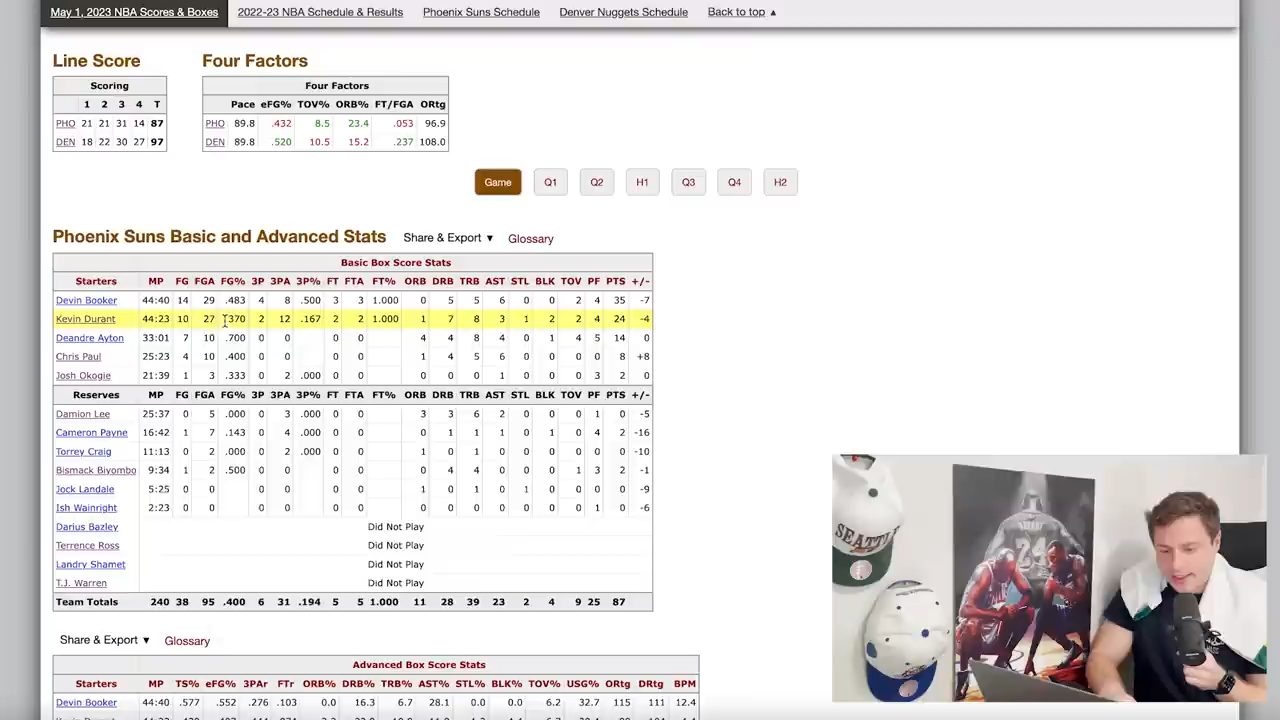 May 1, 2023 NBA Scores & Boxes 2022-23 NBA Schedule & Results Phoenix Suns Schedule Denver Nuggets Schedule Back to top ▲
Line Score Four Factors
Scoring Four Factors
1 2 3 4 T Pace eFG% TOV% ORB% FT/FGA ORtg
PHO 21 21 31 14 87 PHO 89.8 .432 8.5 23.4 .053 96.9
DEN 18 22 30 27 97 DEN 89.8 .520 10.5 15.2 .237 108.0
Game Q1 Q2 H1 Q3 Q4 H2
Phoenix Suns Basic and Advanced Stats Share & Export ▼ Glossary
Basic Box Score Stats
Starters MP FG FGA FG% 3P 3PA 3P% FT FTA FT% ORB DRB TRB AST STL BLK TOV PF PTS +/-
Devin Booker 44:40 14 29 .483 4 8 .500 3 3 1.000 0 5 5 6 0 0 2 4 35 -7
Kevin Durant 44:23 10 27 .370 2 12 .167 2 2 1.000 1 7 8 3 1 2 2 4 24 -4
Deandre Ayton 33:01 7 10 .700 0 0 0 0 4 4 8 4 0 1 4 5 14 0
Chris Paul 25:23 4 10 .400 0 0 0 0 1 4 5 6 0 0 0 0 8 +8
Josh Okogie 21:39 1 3 .333 0 2 .000 0 0 0 0 0 1 0 0 0 3 2 0
Reserves MP FG FGA FG% 3P 3PA 3P% FT FTA FT% ORB DRB TRB AST STL BLK TOV PF PTS +/-
Damion Lee 25:37 0 5 .000 0 3 .000 0 0 3 3 6 2 0 0 0 1 0 -5
Cameron Payne 16:42 1 7 .143 0 4 .000 0 0 0 1 1 1 0 1 0 4 2 -16
Torrey Craig 11:13 0 2 .000 0 2 .000 0 0 1 0 1 0 0 0 0 0 0 -10
Bismack Biyombo 9:34 1 2 .500 0 0 0 0 0 4 4 0 0 0 1 3 2 -1
Jock Landale 5:25 0 0 0 0 0 0 1 0 1 0 1 0 0 0 0 -9
Ish Wainright 2:23 0 0 0 0 0 0 0 0 0 0 0 0 0 1 0 -6
Darius Bazley Did Not Play
Terrence Ross Did Not Play
Landry Shamet Did Not Play
T.J. Warren Did Not Play
Team Totals 240 38 95 .400 6 31 .194 5 5 1.000 11 28 39 23 2 4 9 25 87
Share & Export ▼ Glossary
Advanced Box Score Stats
Starters MP TS% eFG% 3PAr FTr ORB% DRB% TRB% AST% STL% BLK% TOV% USG% ORtg DRtg BPM
Devin Booker 44:40 .577 .552 .276 .103 0.0 16.3 6.7 28.1 0.0 0.0 6.2 32.7 115 111 12.4
SEATTLE
24